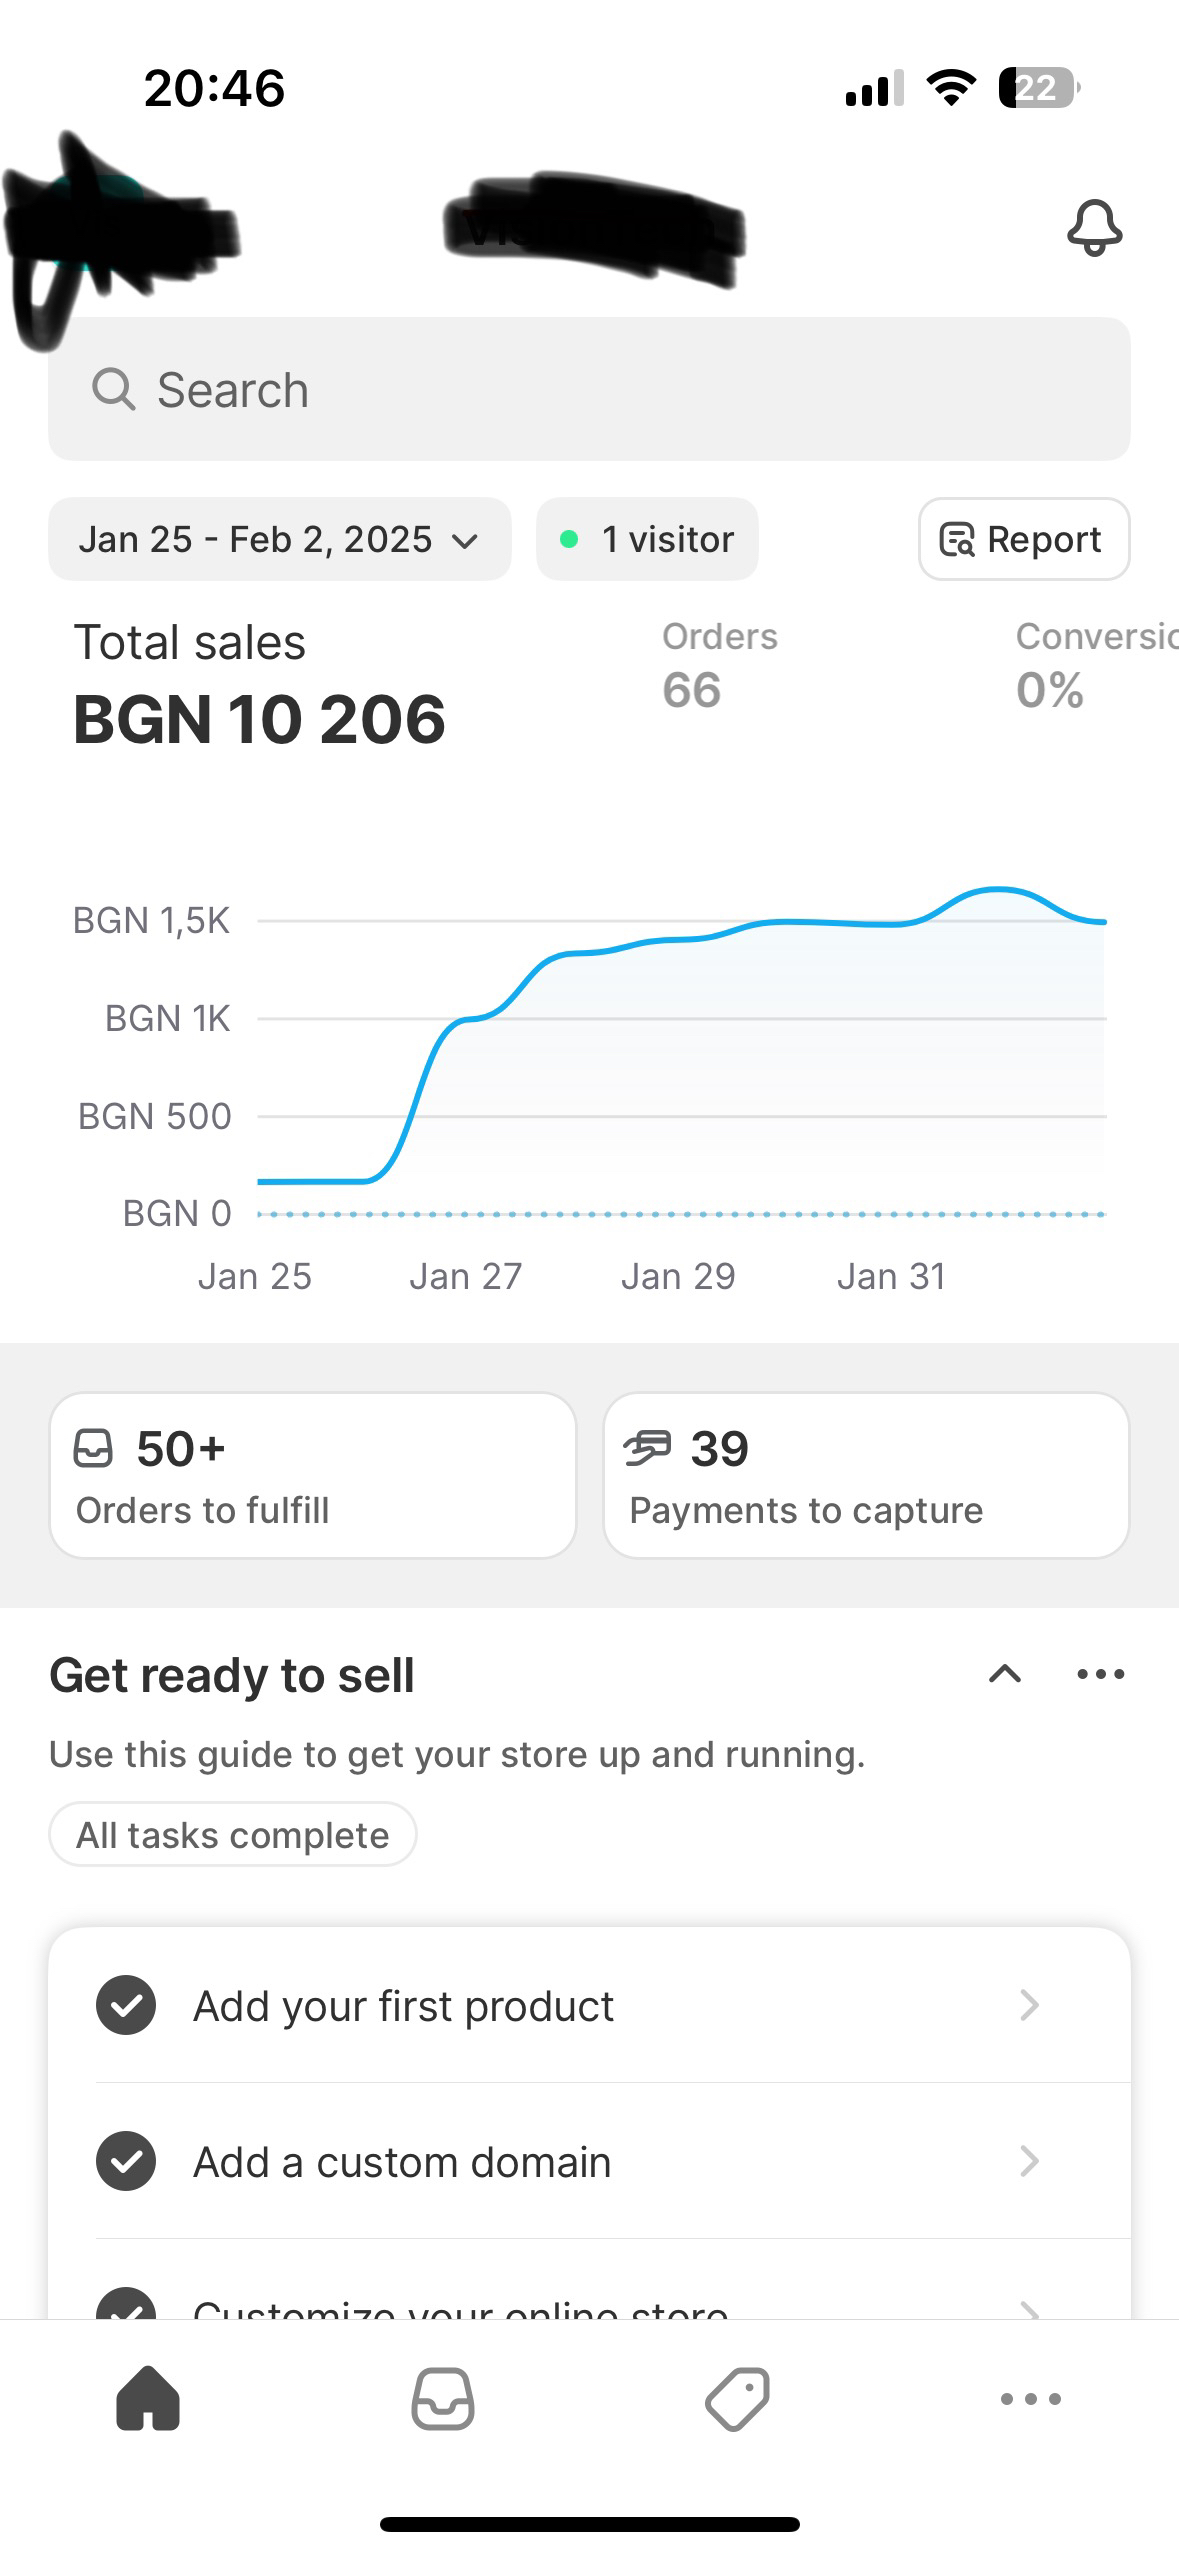 20:46
22
Search
Jan 25 - Feb 2, 2025
1 visitor
Report
Total sales
Orders
Conversio
BGN 10 206
66
0%
BGN 1,5K
BGN 1K
BGN 500
BGN 0
Jan 25 Jan 27 Jan 29 Jan 31
50+
Orders to fulfill
39
Payments to capture
Get ready to sell
Use this guide to get your store up and running.
All tasks complete
Add your first product
Add a custom domain
Customize your online store